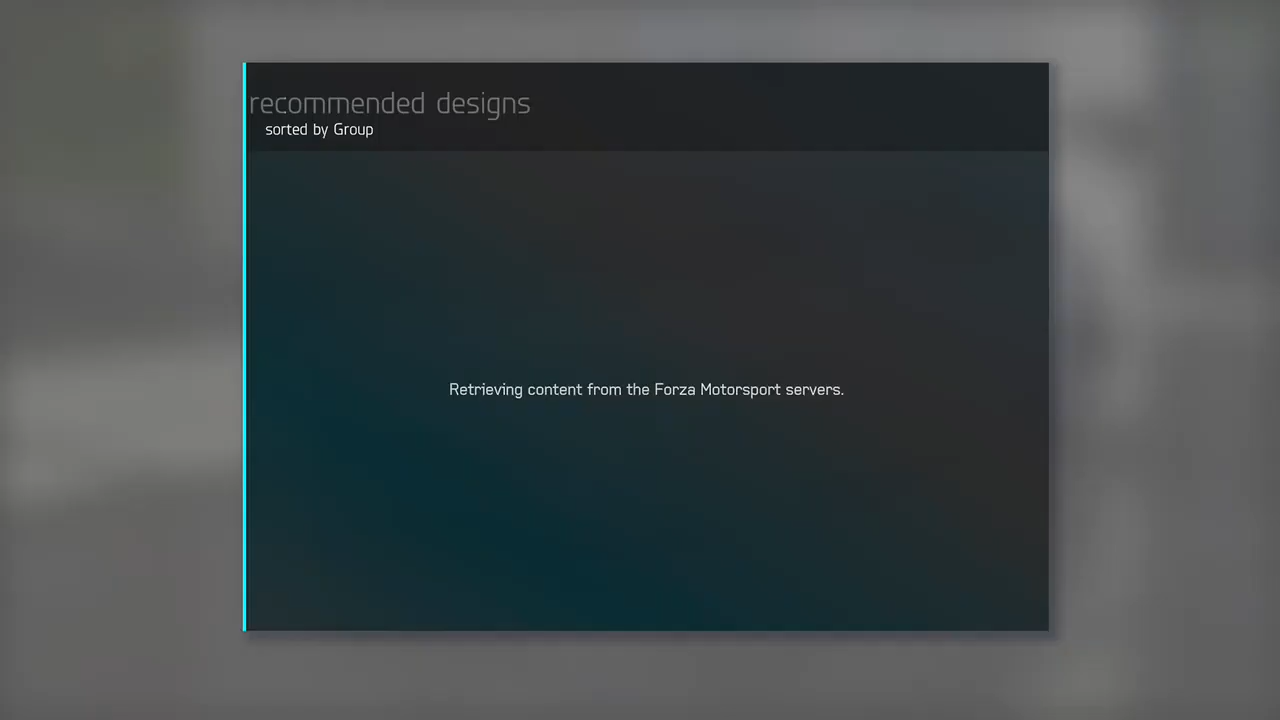 recommended designs
sorted by Group
Retrieving content from the Forza Motorsport servers.